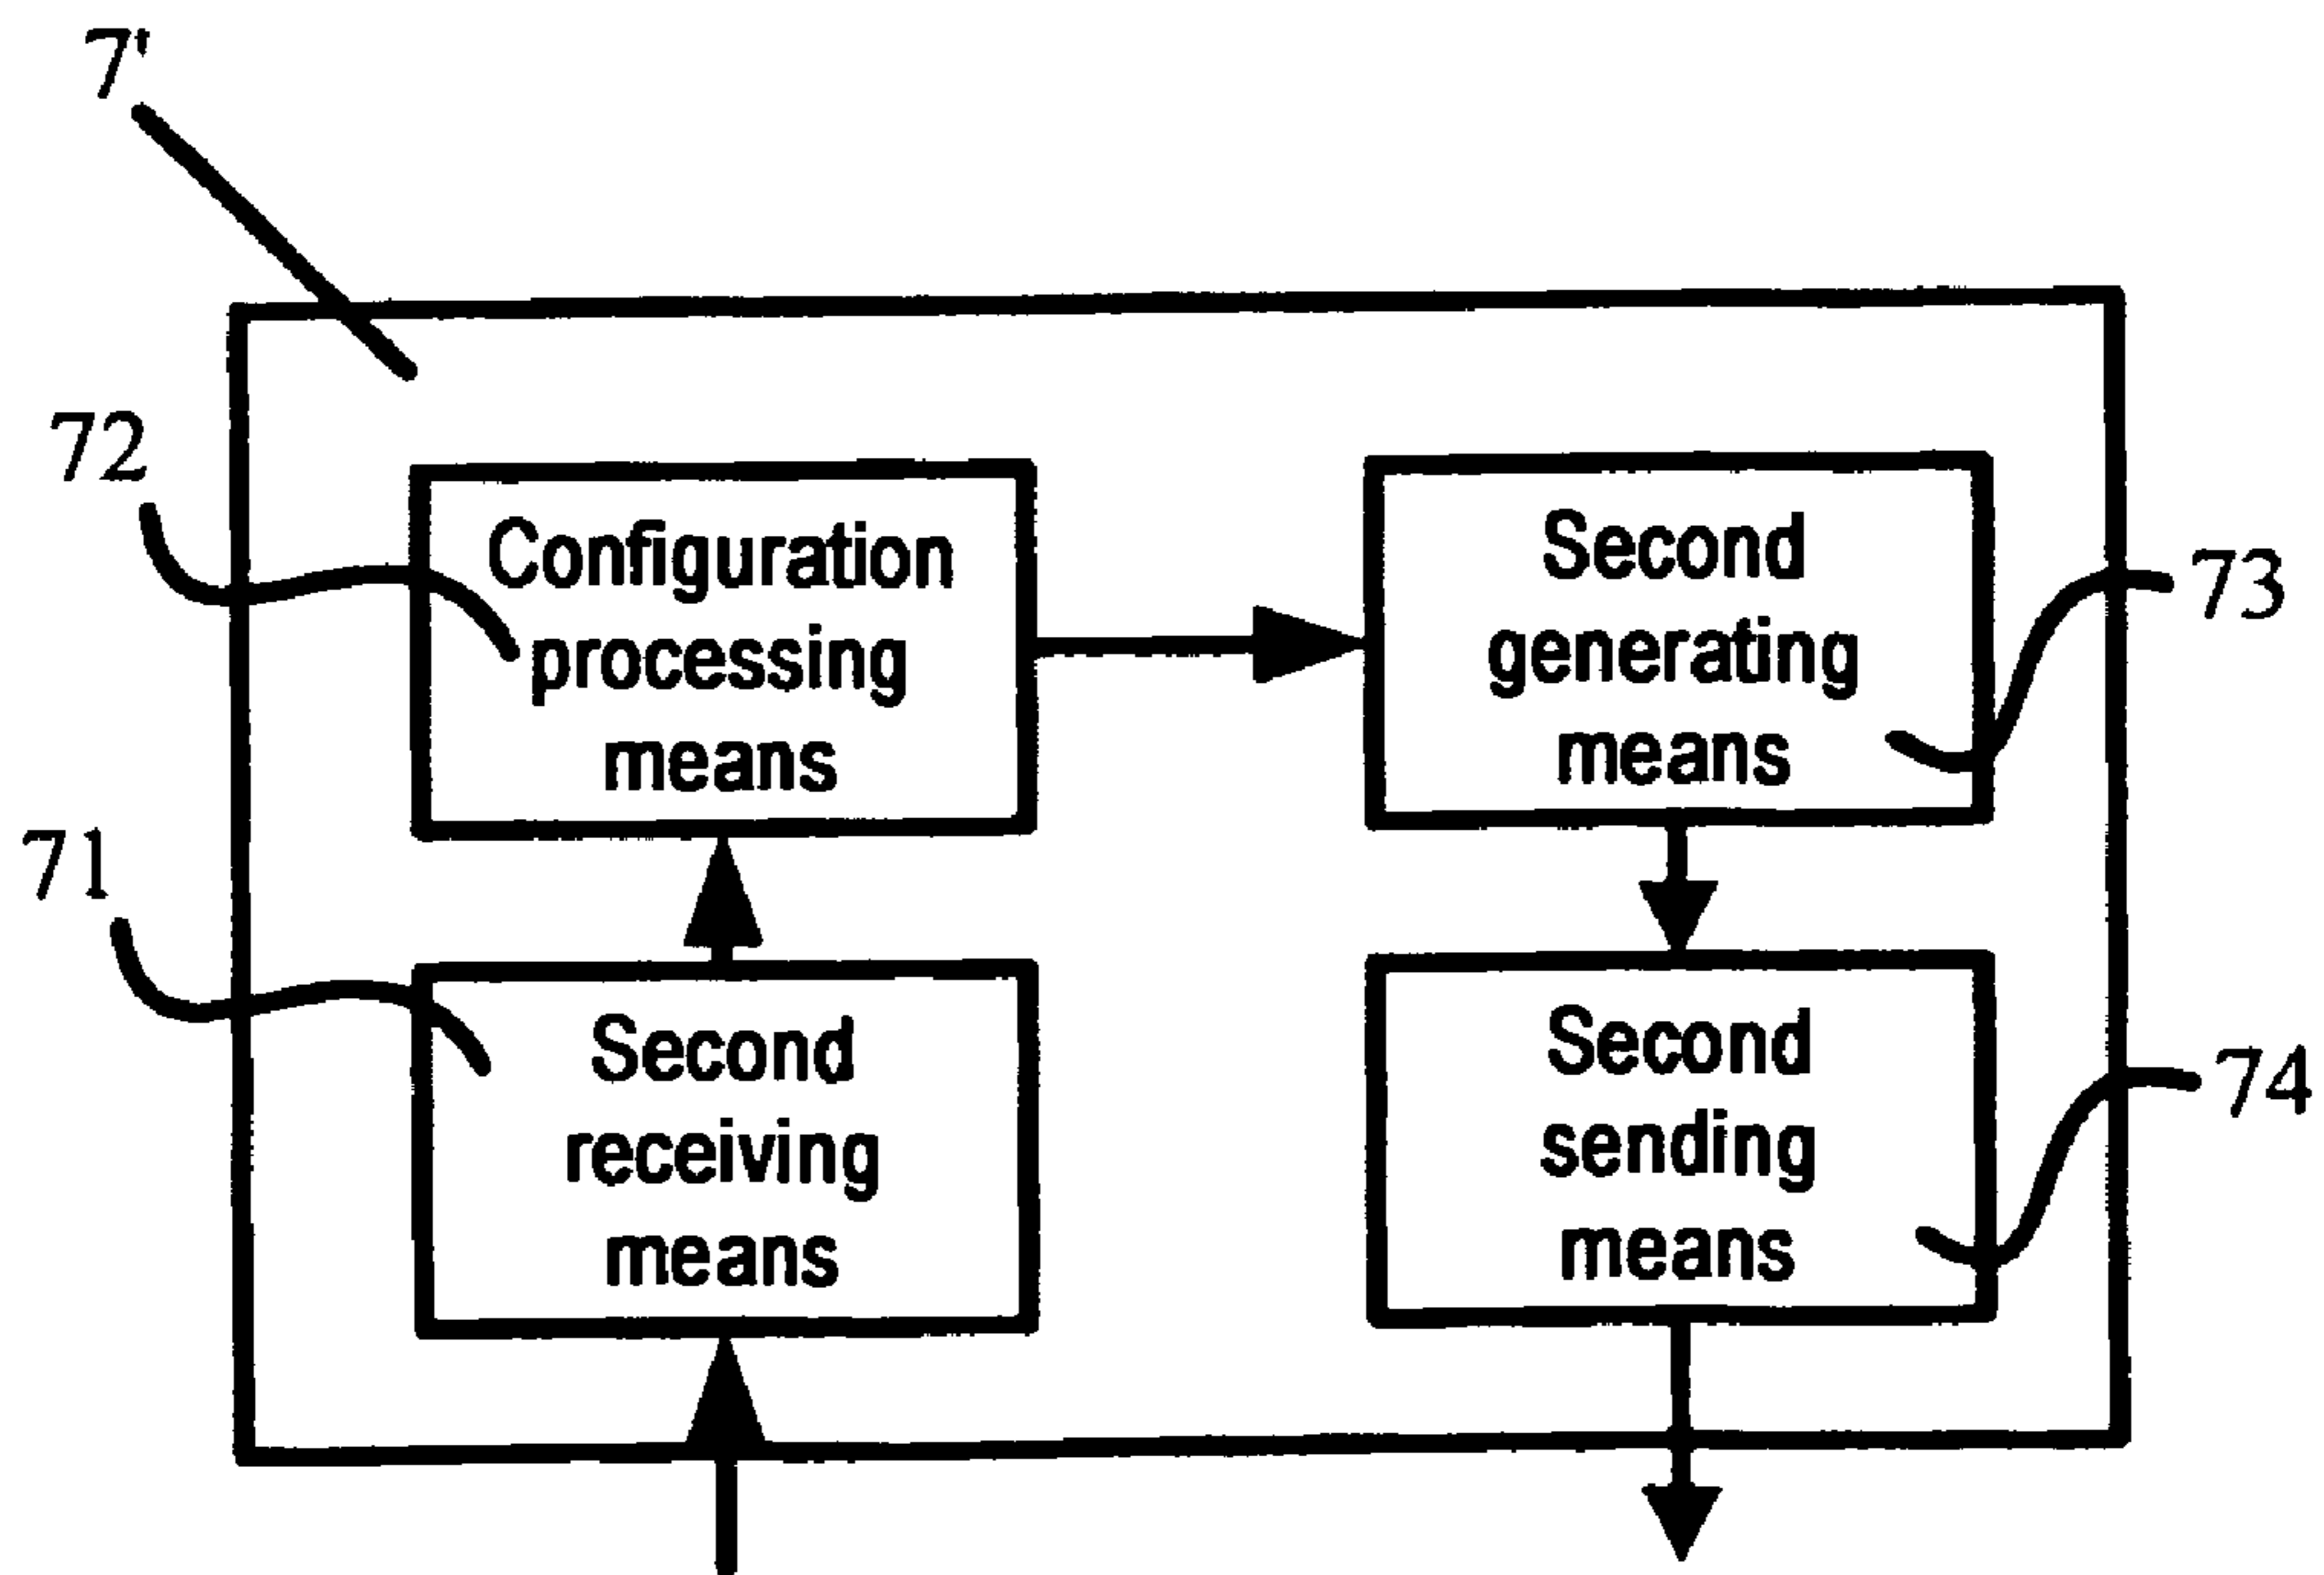 7'
72
Configuration
processing
means
Second
generating
means
73
71
Second
receiving
means
Second
sending
means
74